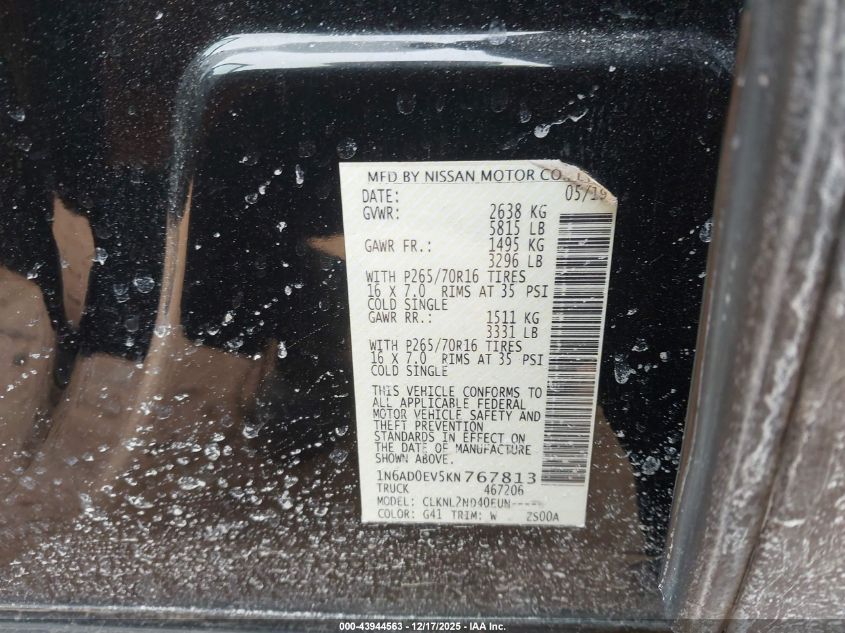 MFD BY NISSAN MOTOR CO.,
DATE: 05/19
GVWR: 2638 KG
5815 LB
GAWR FR.: 1495 KG
3296 LB
WITH P265/70R16 TIRES
16 X 7.0 RIMS AT 35 PSI
COLD SINGLE
GAWR RR.: 1511 KG
3331 LB
WITH P265/70R16 TIRES
16 X 7.0 RIMS AT 35 PSI
COLD SINGLE
THIS VEHICLE CONFORMS TO
ALL APPLICABLE FEDERAL
MOTOR VEHICLE SAFETY AND
THEFT PREVENTION
STANDARDS IN EFFECT ON
THE DATE OF MANUFACTURE
SHOWN ABOVE.
1N6AD0EV5KN767813
TRUCK 467206
MODEL: CLKNL2ND40EUN-----
COLOR: G41 TRIM: W 2S00A
000-43944563 - 12/17/2025 - IAA Inc.